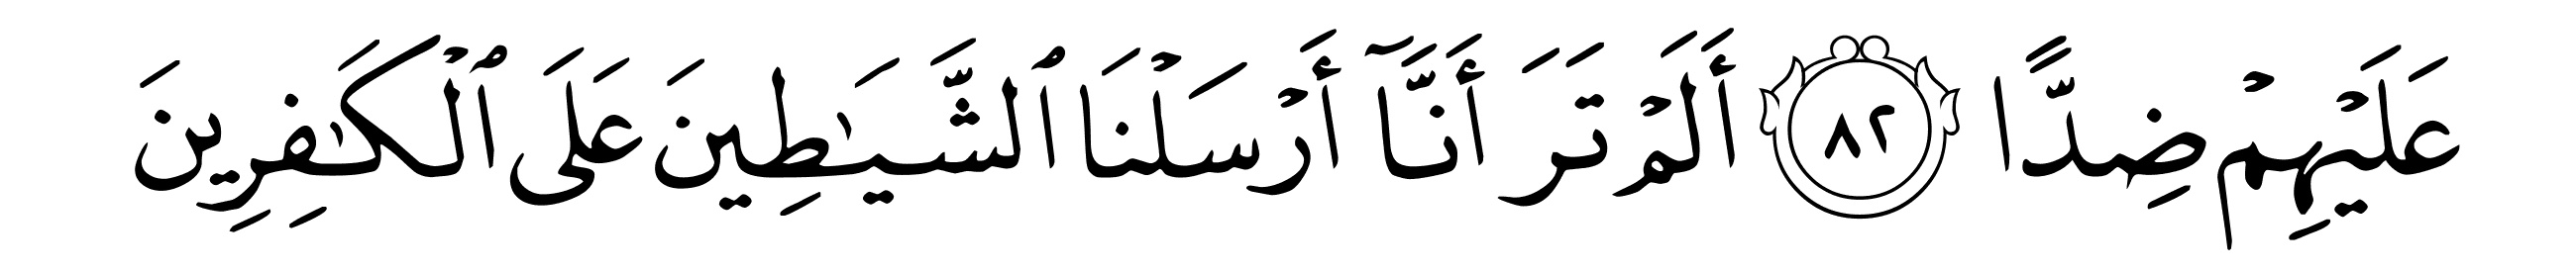 عَلَيْهِمْ ضِدًّا ٨٢ أَلَمْ تَرَ أَنَّآ أَرْسَلْنَا ٱلشَّيَـٰطِينَ عَلَى ٱلْكَـٰفِرِينَ